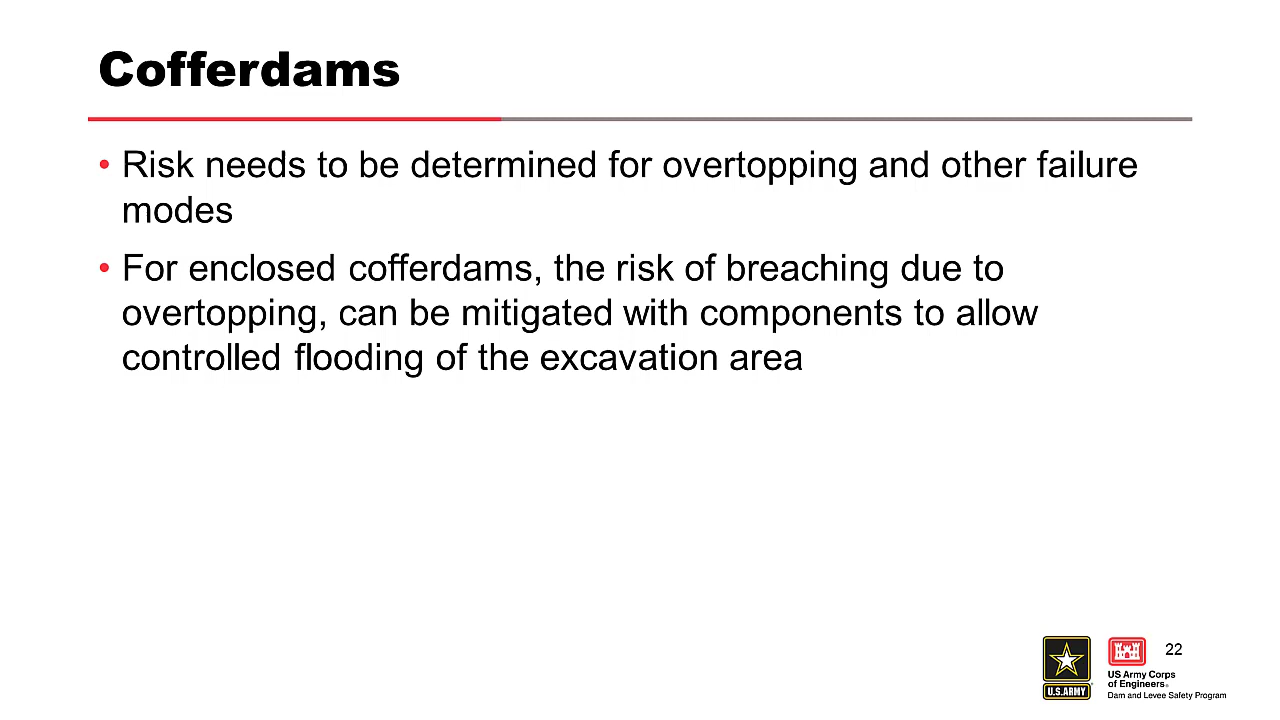 Cofferdams
• Risk needs to be determined for overtopping and other failure
modes
• For enclosed cofferdams, the risk of breaching due to
overtopping, can be mitigated with components to allow
controlled flooding of the excavation area
22
U.S.ARMY
US Army Corps
of Engineers®
Dam and Levee Safety Program